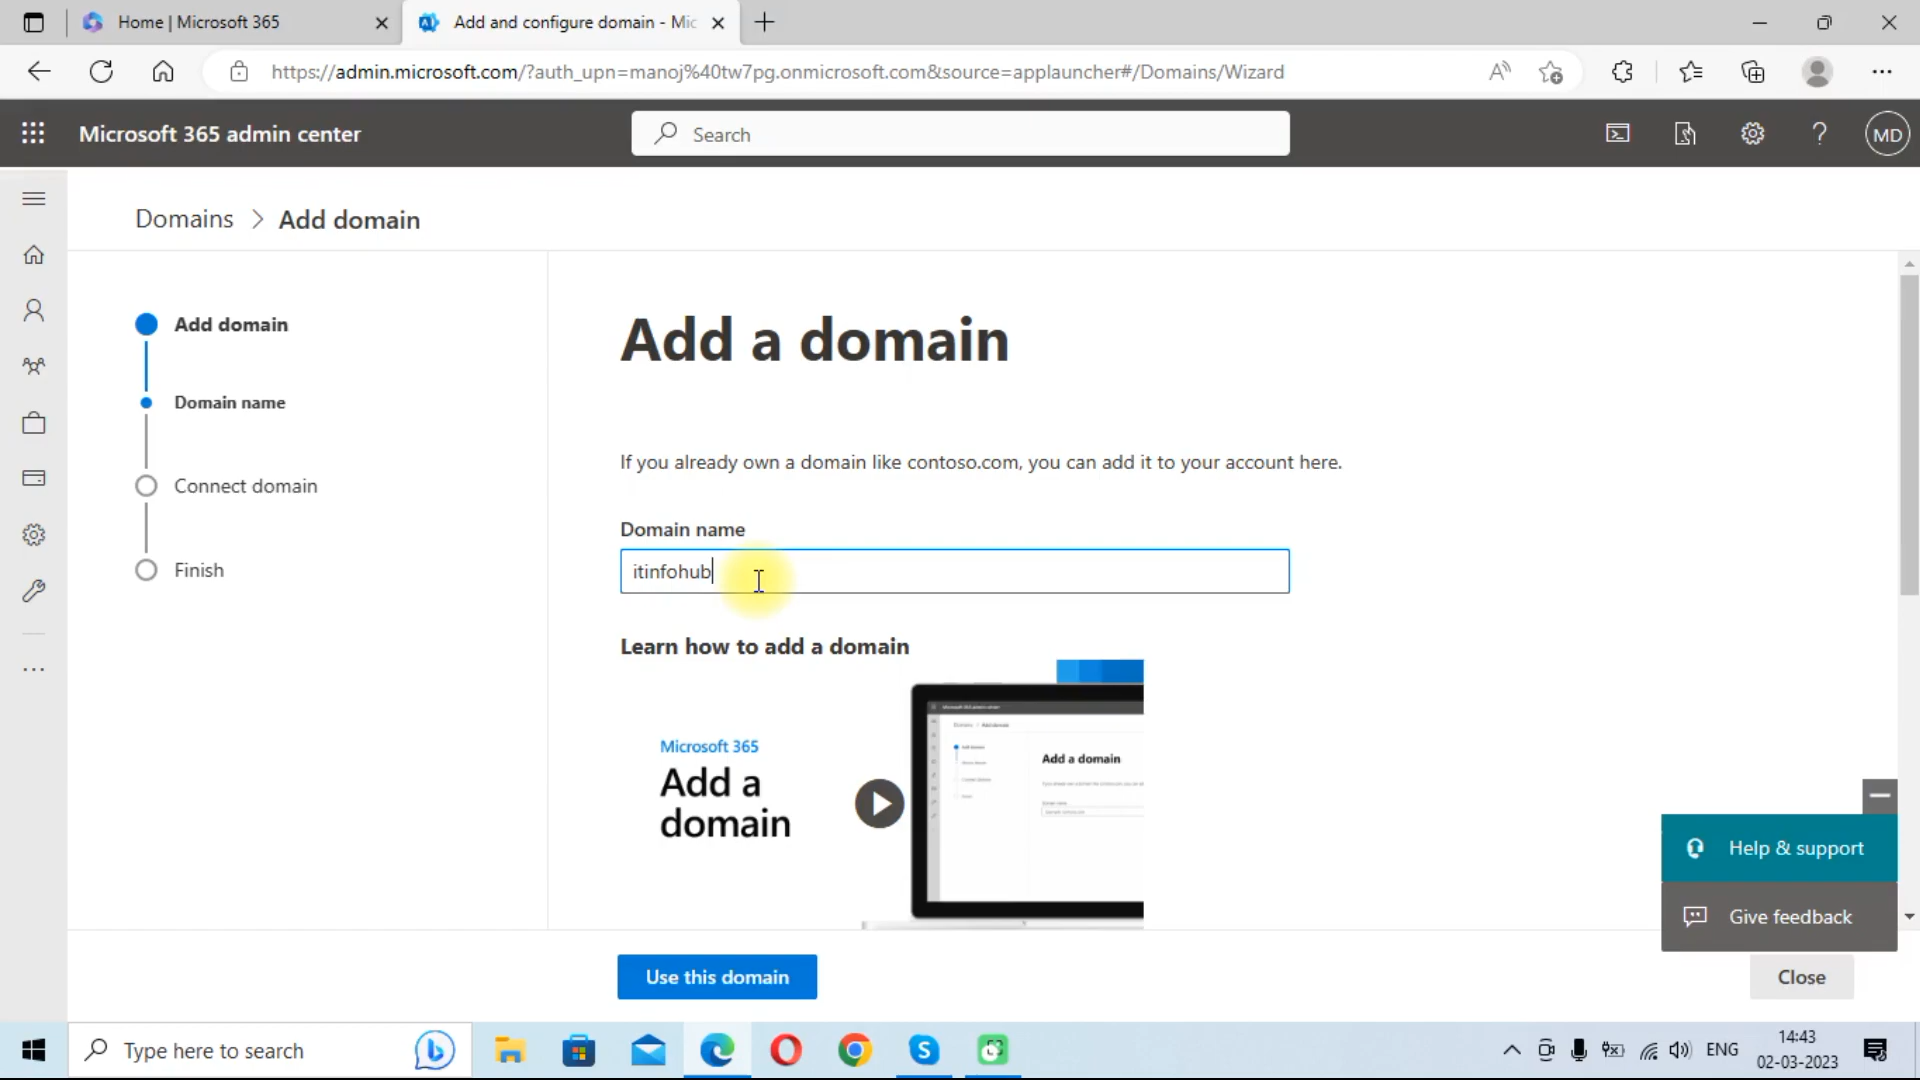 Home | Microsoft 365
Add and configure domain - Mic
https://admin.microsoft.com/?auth_upn=manoj%40tw7pg.onmicrosoft.com&source=applauncher#/Domains/Wizard
Microsoft 365 admin center
Search
MD
Domains > Add domain
Add domain
Domain name
Connect domain
Finish
Add a domain
If you already own a domain like contoso.com, you can add it to your account here.
Domain name
itinfohub
Learn how to add a domain
Microsoft 365
Add a
domain
Add a domain
Help & support
Give feedback
Use this domain
Close
Type here to search
ENG
14:43
02-03-2023